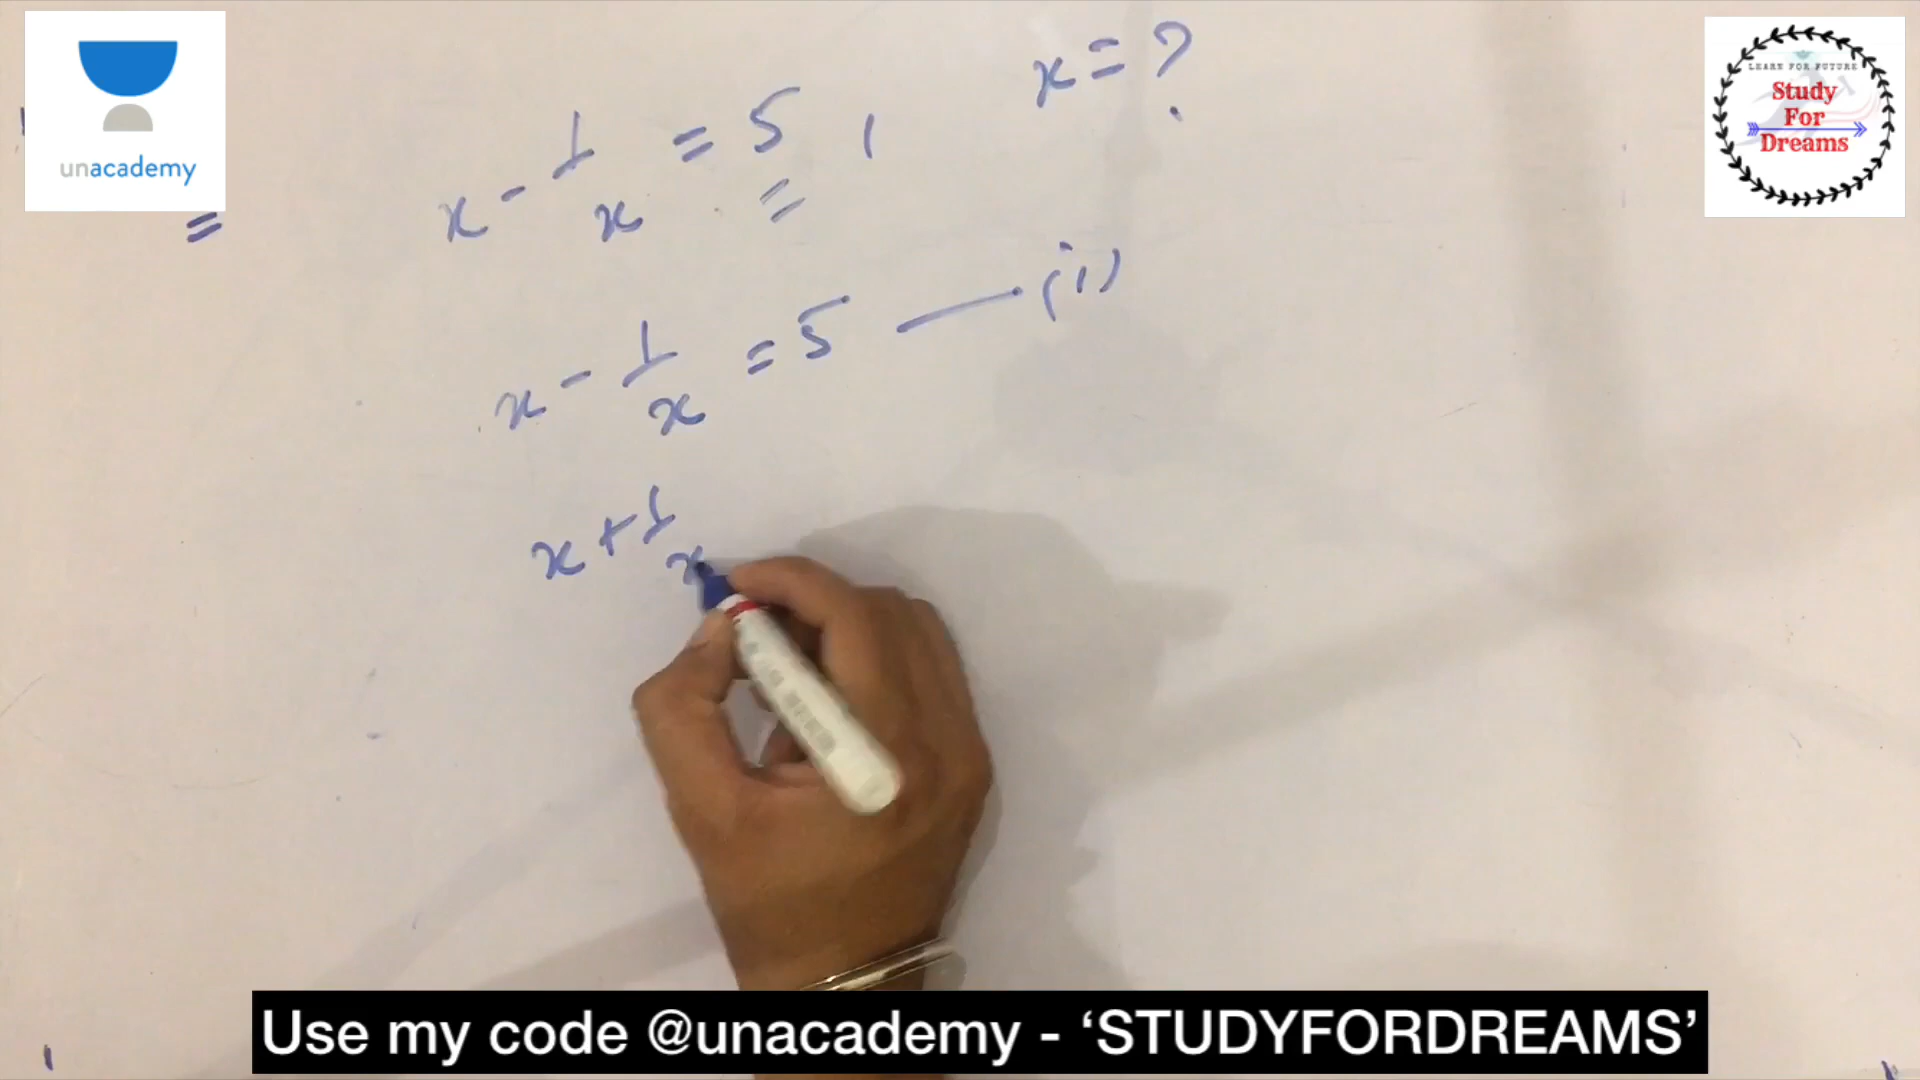 unacademy
LEARN FOR FUTURE
Study
For
Dreams
x = ?
x - 1/x = 5 ,
=
=
x - 1/x = 5 — (i)
x + 1/x
Use my code @unacademy - ‘STUDYFORDREAMS’